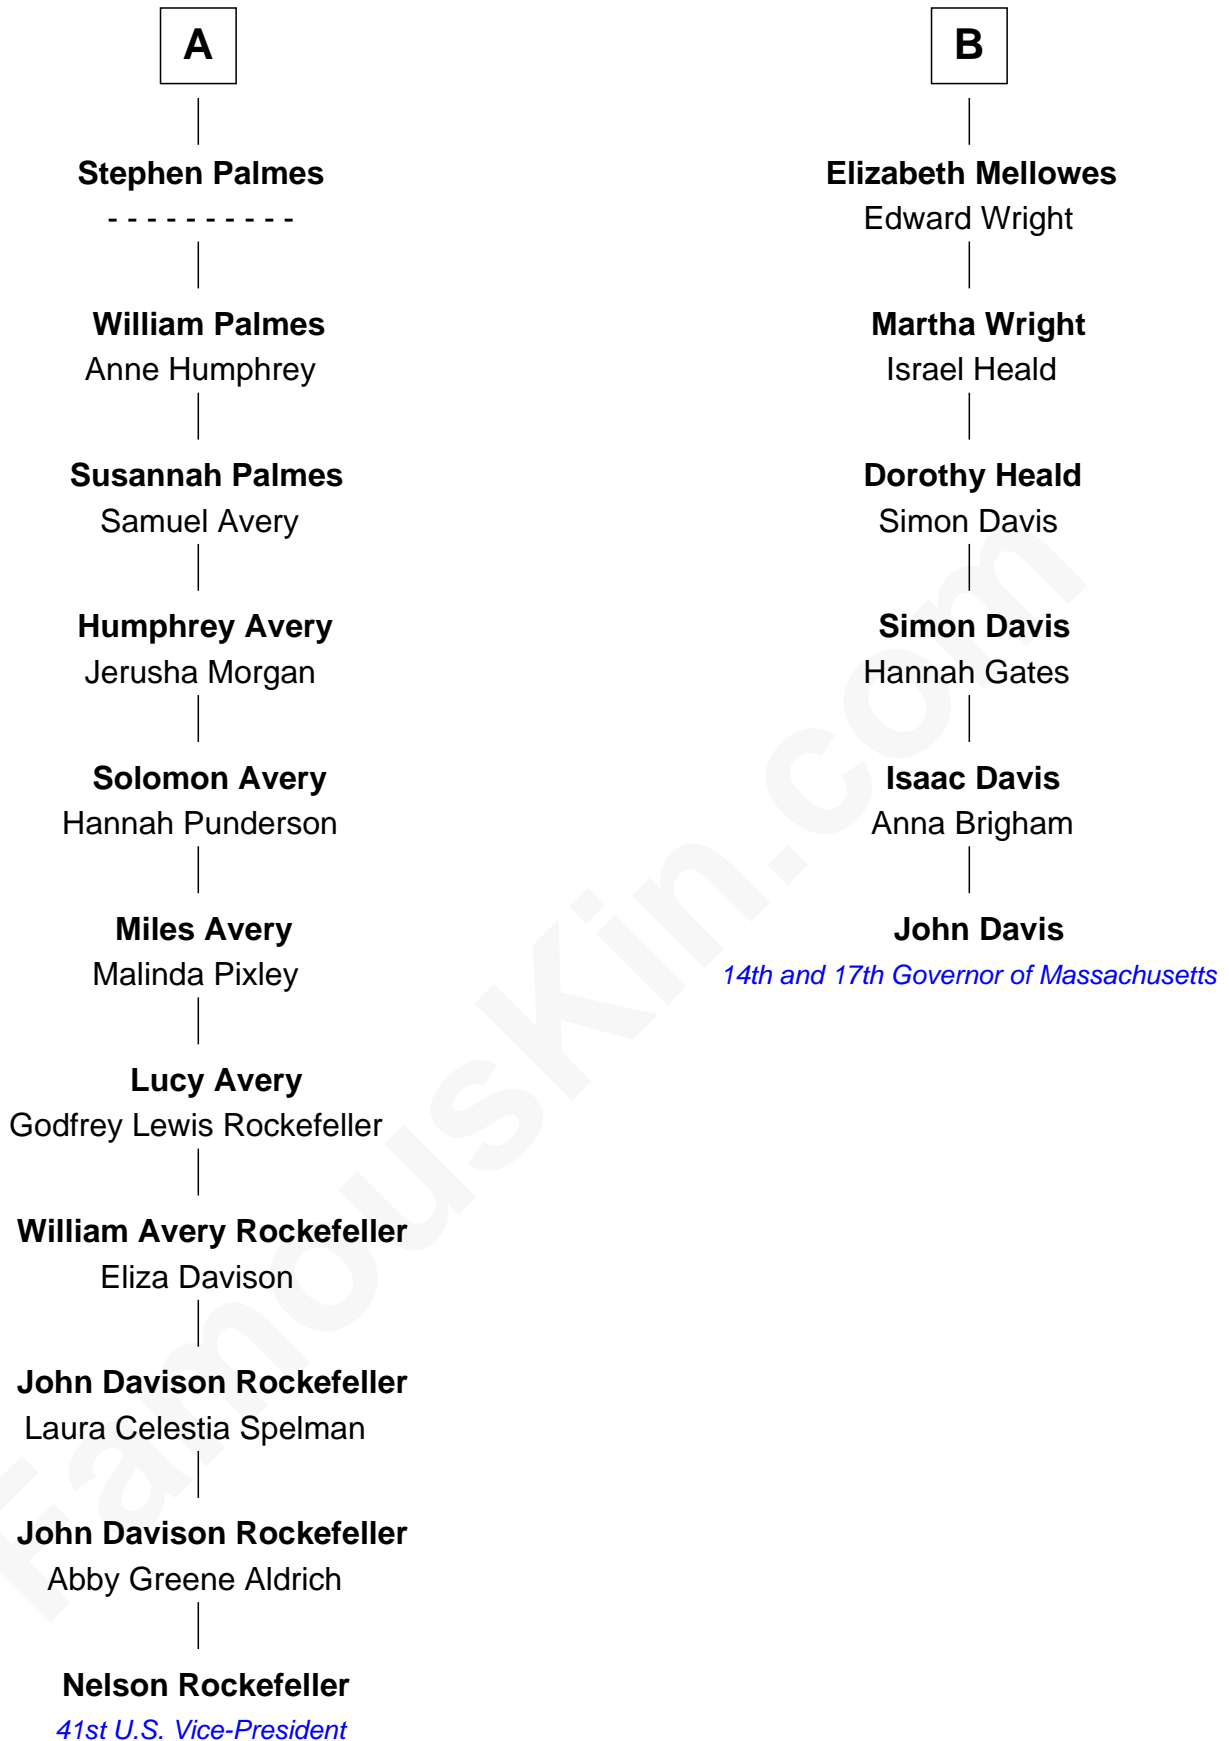 A
Stephen Palmes
- - - - - - - - - -
William Palmes
Anne Humphrey
Susannah Palmes
Samuel Avery
Humphrey Avery
Jerusha Morgan
Solomon Avery
Hannah Punderson
Miles Avery
Malinda Pixley
Lucy Avery
Godfrey Lewis Rockefeller
William Avery Rockefeller
Eliza Davison
John Davison Rockefeller
Laura Celestia Spelman
John Davison Rockefeller
Abby Greene Aldrich
Nelson Rockefeller
41st U.S. Vice-President
B
Elizabeth Mellowes
Edward Wright
Martha Wright
Israel Heald
Dorothy Heald
Simon Davis
Simon Davis
Hannah Gates
Isaac Davis
Anna Brigham
John Davis
14th and 17th Governor of Massachusetts
FamousKin.com